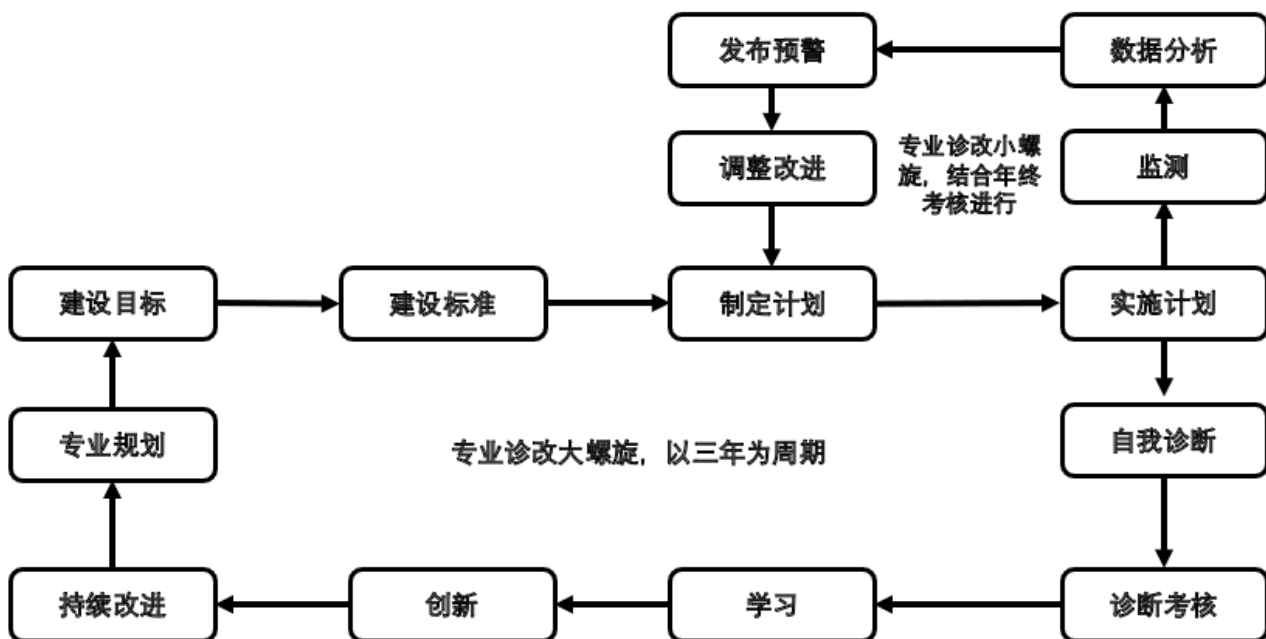 发布预警
数据分析
调整改进
专业诊改小螺
旋，结合年终
考核进行
监测
建设目标
建设标准
制定计划
实施计划
专业规划
专业诊改大螺旋，以三年为周期
自我诊断
持续改进
创新
学习
诊断考核